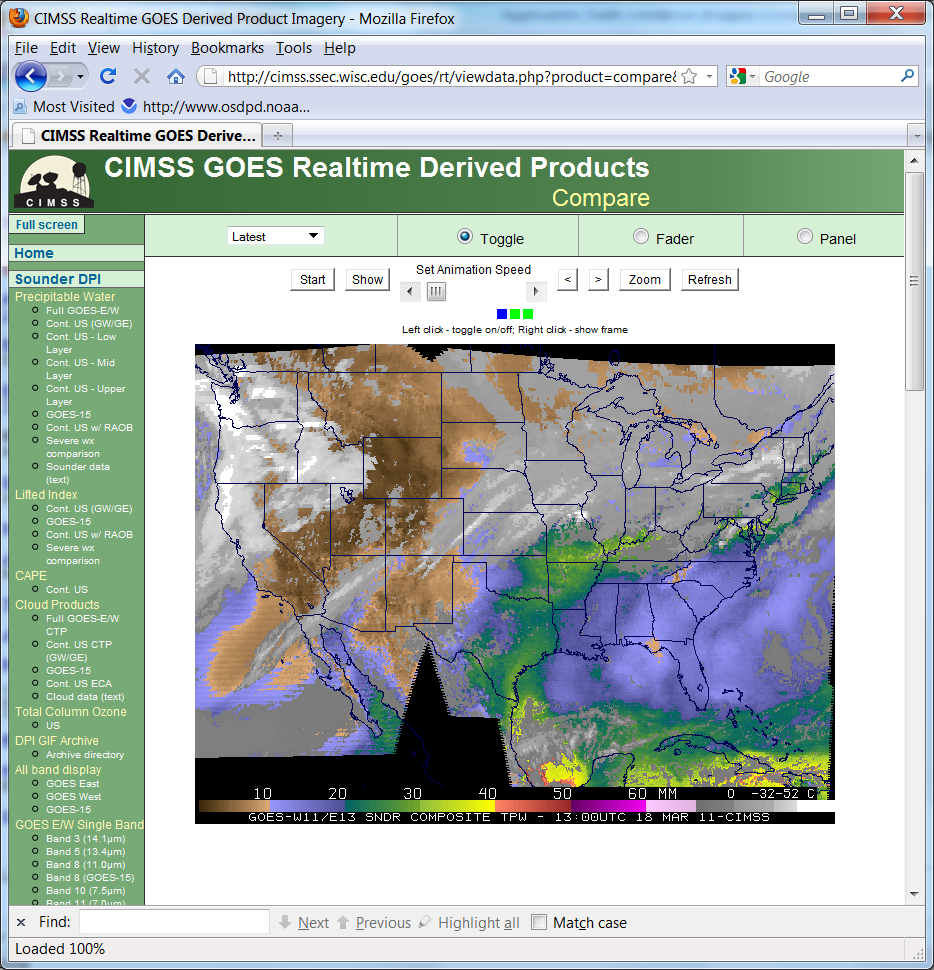 CIMSS Realtime GOES Derived Product Imagery - Mozilla Firefox
File Edit View History Bookmarks Tools Help
http://cimss.ssec.wisc.edu/goes/rt/viewdata.php?product=compare&
Google
Most Visited http://www.osdpd.noaa...
CIMSS Realtime GOES Derive...
CIMSS
CIMSS GOES Realtime Derived Products
Compare
Full screen
Latest Toggle Fader Panel
Home
Sounder DPI
Precipitable Water
Full GOES-E/W
Cont. US (GW/GE)
Cont. US - Low
Layer
Cont. US - Mid
Layer
Cont. US - Upper
Layer
GOES-15
Cont. US w/ RAOB
Severe wx
comparison
Sounder data
(text)
Lifted Index
Cont. US (GW/GE)
GOES-15
Cont. US w/ RAOB
Severe wx
comparison
CAPE
Cont. US
Cloud Products
Full GOES-E/W
CTP
Cont. US CTP
(GW/GE)
GOES-15
Cont. US ECA
Cloud data (text)
Total Column Ozone
US
DPI GIF Archive
Archive directory
All band display
GOES East
GOES West
GOES-15
GOES E/W Single Band
Band 3 (14.1µm)
Band 5 (13.4µm)
Band 8 (11.0µm)
Band 8 (GOES-15)
Band 10 (7.5µm)
Band 11 (7.0µm)
Start Show Set Animation Speed < > Zoom Refresh
Left click - toggle on/off; Right click - show frame
10 20 30 40 50 60 MM 0 -32-52 C
GOES-W11/E13 SNDR COMPOSITE TPW - 13:00UTC 18 MAR 11-CIMSS
× Find: Next Previous Highlight all Match case
Loaded 100%